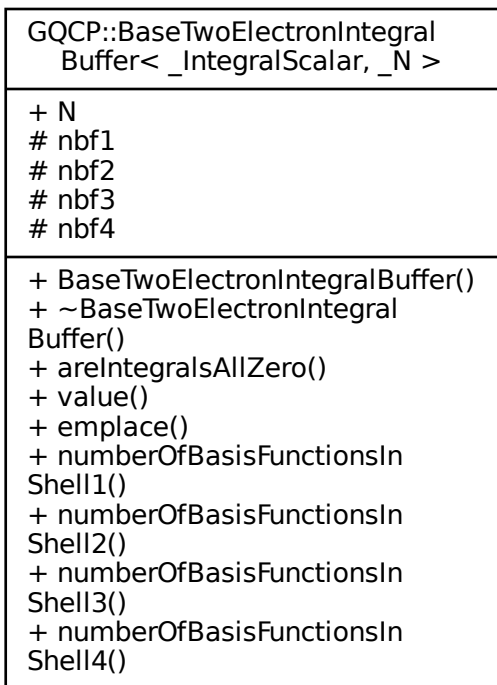 GQCP::BaseTwoElectronIntegral
Buffer< _IntegralScalar, _N >
+ N
# nbf1
# nbf2
# nbf3
# nbf4
+ BaseTwoElectronIntegralBuffer()
+ ~BaseTwoElectronIntegral
Buffer()
+ areIntegralsAllZero()
+ value()
+ emplace()
+ numberOfBasisFunctionsIn
Shell1()
+ numberOfBasisFunctionsIn
Shell2()
+ numberOfBasisFunctionsIn
Shell3()
+ numberOfBasisFunctionsIn
Shell4()